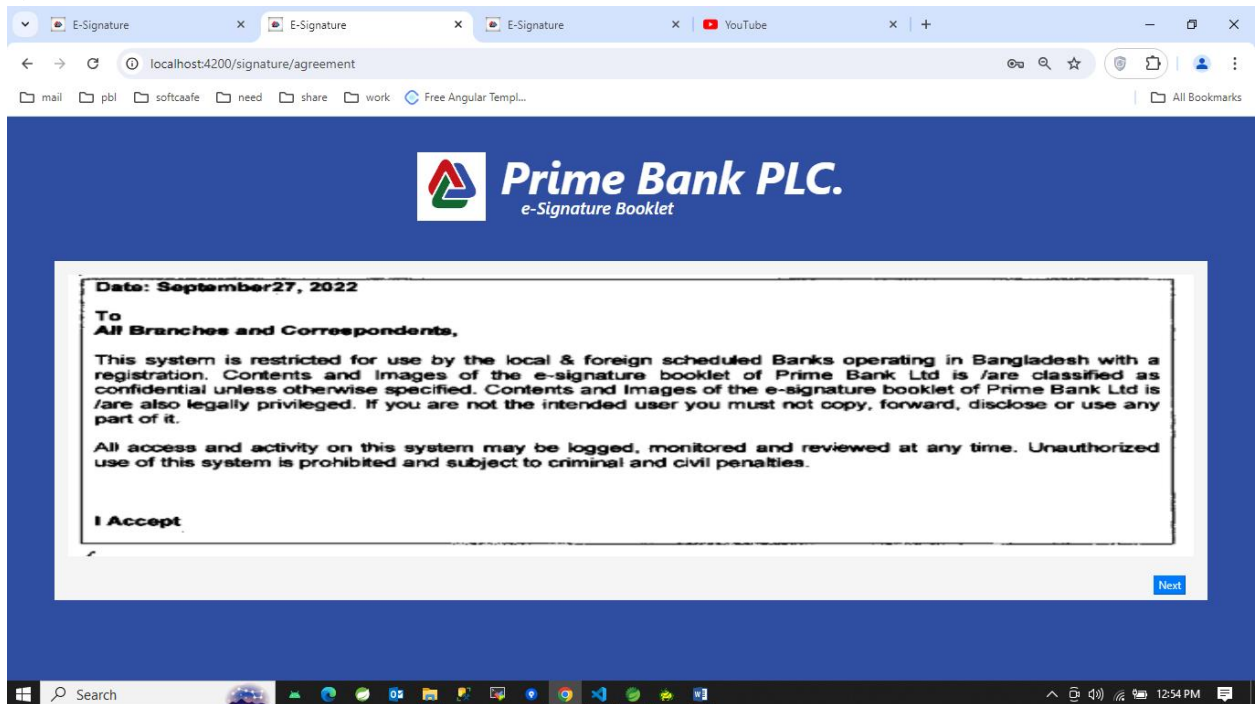 E-Signature
E-Signature
E-Signature
YouTube
localhost:4200/signature/agreement
mail
pbl
softcaafe
need
share
work
Free Angular Templ...
All Bookmarks
Prime Bank PLC.
e-Signature Booklet
Date: September27, 2022
To
All Branches and Correspondents,
This system is restricted for use by the local & foreign scheduled Banks operating in Bangladesh with a
registration. Contents and Images of the e-signature booklet of Prime Bank Ltd is /are classified as
confidential unless otherwise specified. Contents and Images of the e-signature booklet of Prime Bank Ltd is
/are also legally privileged. If you are not the intended user you must not copy, forward, disclose or use any
part of it.
All access and activity on this system may be logged, monitored and reviewed at any time. Unauthorized
use of this system is prohibited and subject to criminal and civil penalties.
I Accept
Next
Search
12:54 PM